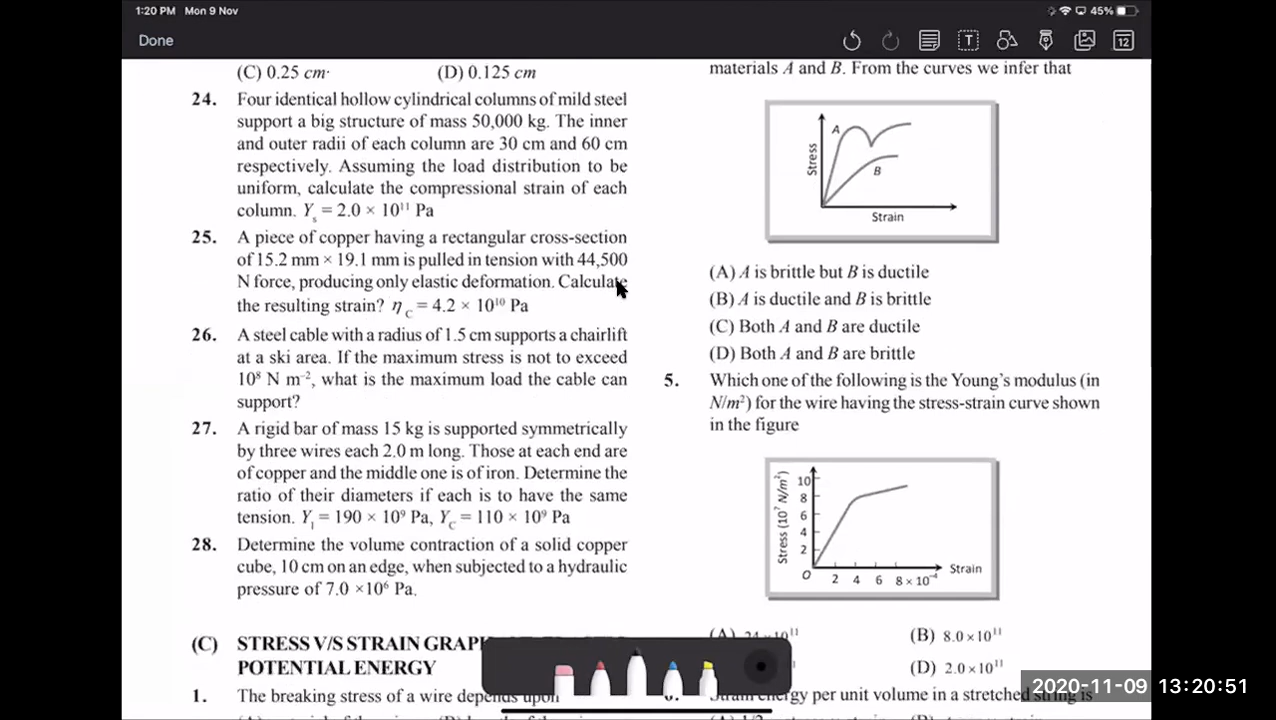 1:20 PM Mon 9 Nov
45%
Done
12
(C) 0.25 cm·
(D) 0.125 cm
24. Four identical hollow cylindrical columns of mild steel
support a big structure of mass 50,000 kg. The inner
and outer radii of each column are 30 cm and 60 cm
respectively. Assuming the load distribution to be
uniform, calculate the compressional strain of each
column. Yₛ = 2.0 × 10¹¹ Pa
25. A piece of copper having a rectangular cross-section
of 15.2 mm × 19.1 mm is pulled in tension with 44,500
N force, producing only elastic deformation. Calculate
the resulting strain? η_C = 4.2 × 10¹⁰ Pa
26. A steel cable with a radius of 1.5 cm supports a chairlift
at a ski area. If the maximum stress is not to exceed
10⁸ N m⁻², what is the maximum load the cable can
support?
27. A rigid bar of mass 15 kg is supported symmetrically
by three wires each 2.0 m long. Those at each end are
of copper and the middle one is of iron. Determine the
ratio of their diameters if each is to have the same
tension. Y_I = 190 × 10⁹ Pa, Y_C = 110 × 10⁹ Pa
28. Determine the volume contraction of a solid copper
cube, 10 cm on an edge, when subjected to a hydraulic
pressure of 7.0 ×10⁶ Pa.
(C) STRESS V/S STRAIN
POTENTIAL ENERGY
1. The breaking stress of a wire depends upon
materials A and B. From the curves we infer that
Stress
A
B
Strain
(A) A is brittle but B is ductile
(B) A is ductile and B is brittle
(C) Both A and B are ductile
(D) Both A and B are brittle
5. Which one of the following is the Young's modulus (in
N/m²) for the wire having the stress-strain curve shown
in the figure
Stress (10⁷ N/m²)
10
8
6
4
2
O
2 4 6 8 × 10⁻⁴
Strain
(B) 8.0×10¹¹
(D) 2.0×10¹¹
energy per unit volume in a stretched string is
2020-11-09 13:20:51